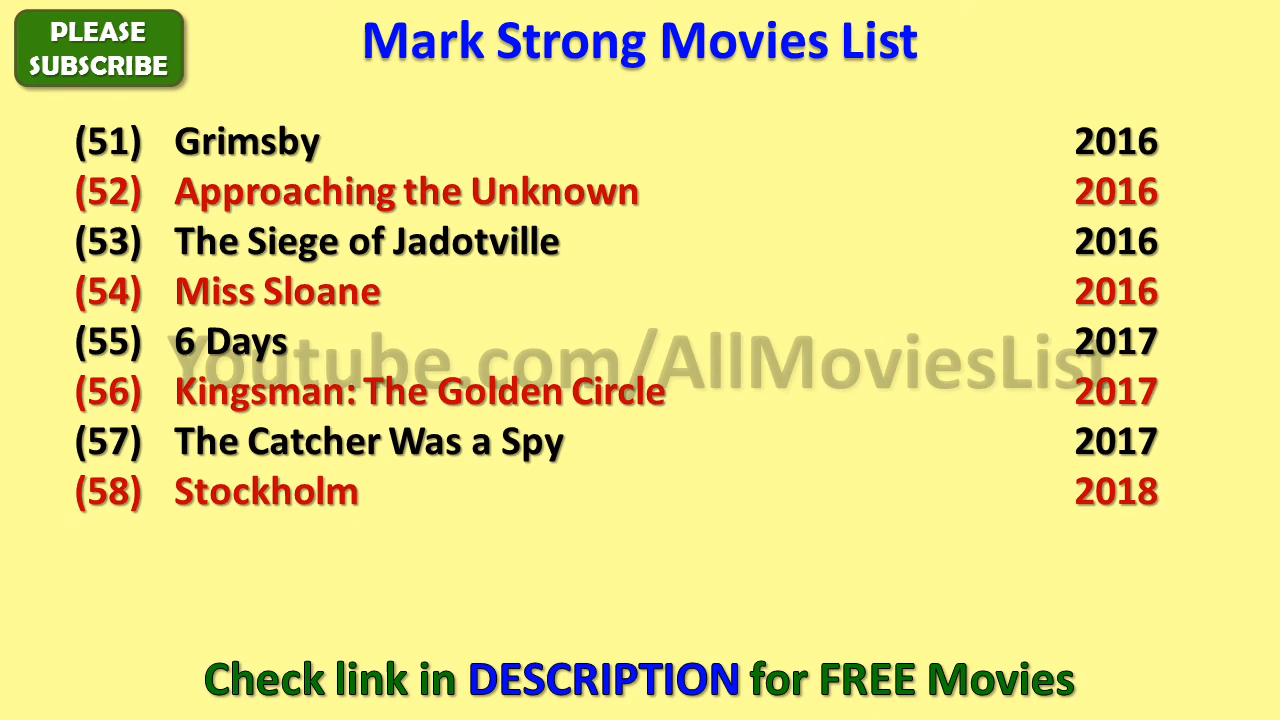 PLEASE
SUBSCRIBE
Mark Strong Movies List
(51) Grimsby 2016
(52) Approaching the Unknown 2016
(53) The Siege of Jadotville 2016
(54) Miss Sloane 2016
(55) 6 Days 2017
Youtube.com/AllMoviesList
(56) Kingsman: The Golden Circle 2017
(57) The Catcher Was a Spy 2017
(58) Stockholm 2018
Check link in DESCRIPTION for FREE Movies